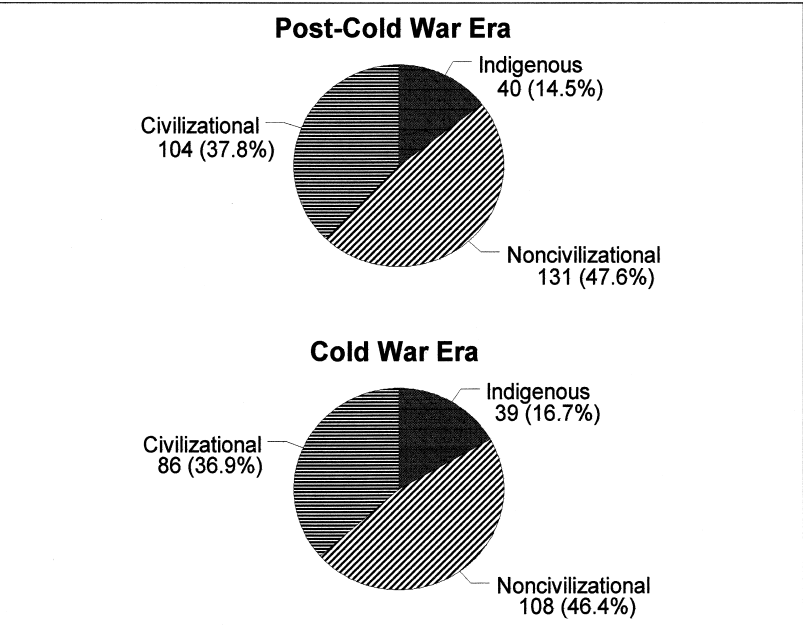 Post-Cold War Era
Indigenous
40 (14.5%)
Civilizational
104 (37.8%)
Noncivilizational
131 (47.6%)
Cold War Era
Indigenous
39 (16.7%)
Civilizational
86 (36.9%)
Noncivilizational
108 (46.4%)